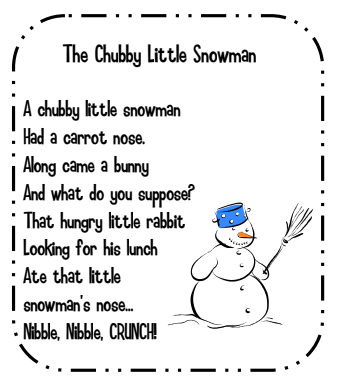 The Chubby Little Snowman
A chubby little snowman
Had a carrot nose.
Along came a bunny
And what do you suppose?
That hungry little rabbit
Looking for his lunch
Ate that little
snowman's nose...
Nibble, Nibble, CRUNCH!